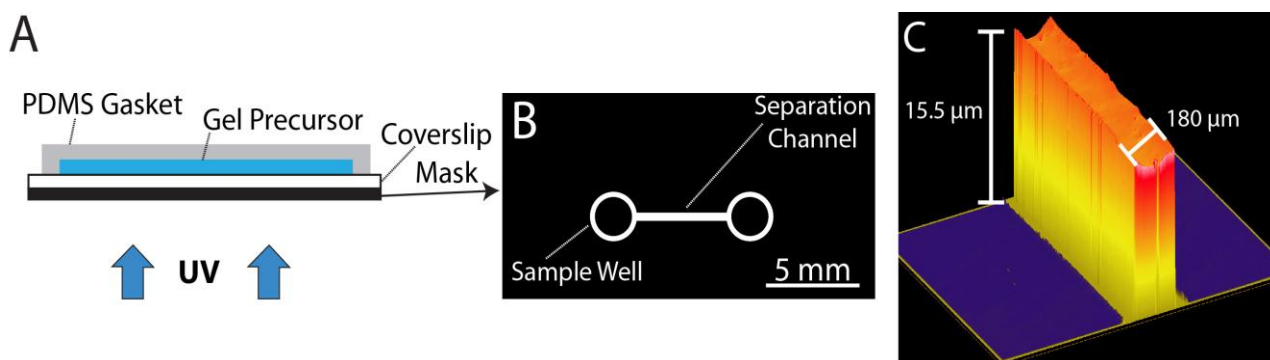 A
PDMS Gasket
Gel Precursor
Coverslip
Mask
UV
B
Separation
Channel
Sample Well
5 mm
C
15.5 µm
180 µm